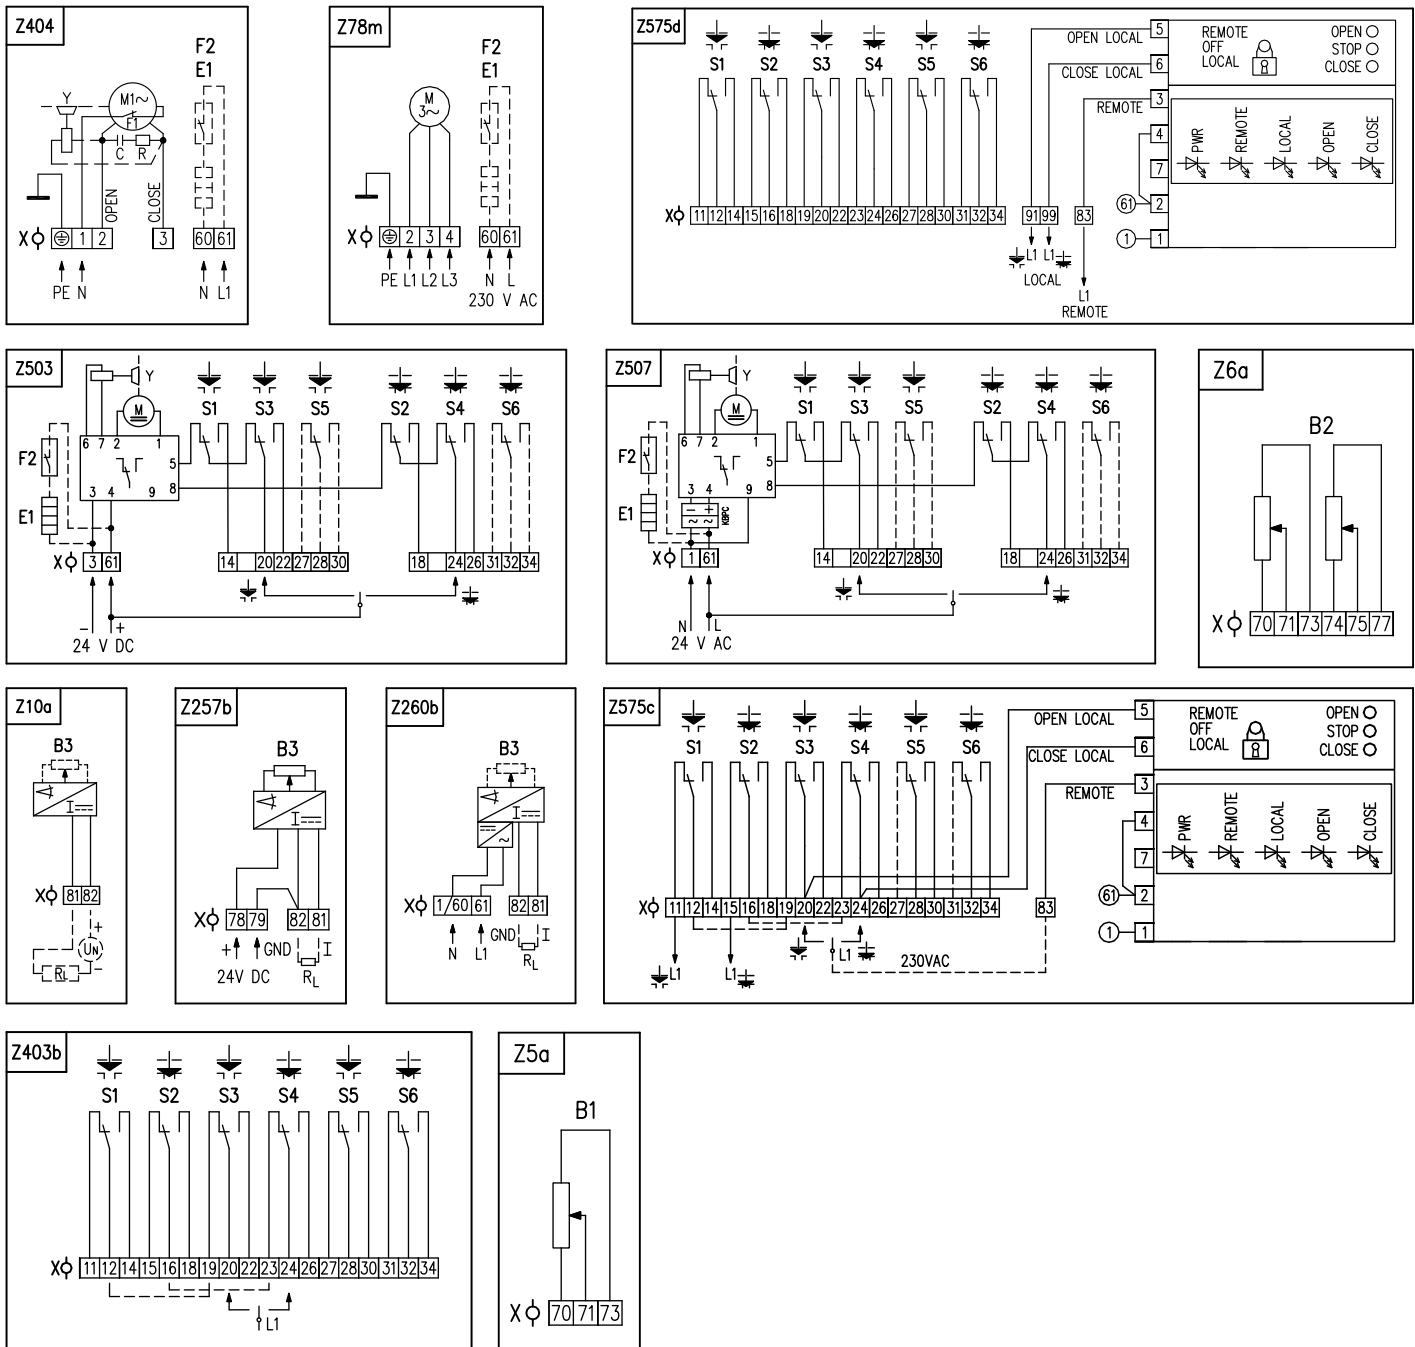 Z404
F2
E1
Y
M1~
F1
C R
OPEN
CLOSE
X 1 2 3 60 61
PE N N L1
Z78m
F2
E1
M
3~
X 2 3 4 60 61
PE L1 L2 L3 N L
230 V AC
Z575d
S1 S2 S3 S4 S5 S6
X 11 12 14 15 16 18 19 20 22 23 24 26 27 28 30 31 32 34 91 99 83
L1 L1
LOCAL
L1
REMOTE
OPEN LOCAL 5
CLOSE LOCAL 6
REMOTE 3
4
7
61 2
1 1
REMOTE
OFF
LOCAL
OPEN
STOP
CLOSE
PWR
REMOTE
LOCAL
OPEN
CLOSE
Z503
Y
M
S1 S3 S5 S2 S4 S6
6 7 2 1
5
8
3 4 9
F2
E1
X 3 61 14 20 22 27 28 30 18 24 26 31 32 34
- +
24 V DC
Z507
Y
M
S1 S3 S5 S2 S4 S6
6 7 2 1
5
8
3 4 9
- +
~ ~
KBPC
F2
E1
X 1 61 14 20 22 27 28 30 18 24 26 31 32 34
N L
24 V AC
Z6a
B2
X 70 71 73 74 75 77
Z10a
B3
I
X 81 82
+
UN
-
RL
Z257b
B3
I
X 78 79 82 81
+ GND I
24V DC RL
Z260b
B3
I
~
X 1/60 61 82 81
N L1 GND I
RL
Z575c
S1 S2 S3 S4 S5 S6
X 11 12 14 15 16 18 19 20 22 23 24 26 27 28 30 31 32 34 83
L1 L1 L1
230VAC
OPEN LOCAL 5
CLOSE LOCAL 6
REMOTE 3
4
7
61 2
1 1
REMOTE
OFF
LOCAL
OPEN
STOP
CLOSE
PWR
REMOTE
LOCAL
OPEN
CLOSE
Z403b
S1 S2 S3 S4 S5 S6
X 11 12 14 15 16 18 19 20 22 23 24 26 27 28 30 31 32 34
L1
Z5a
B1
X 70 71 73